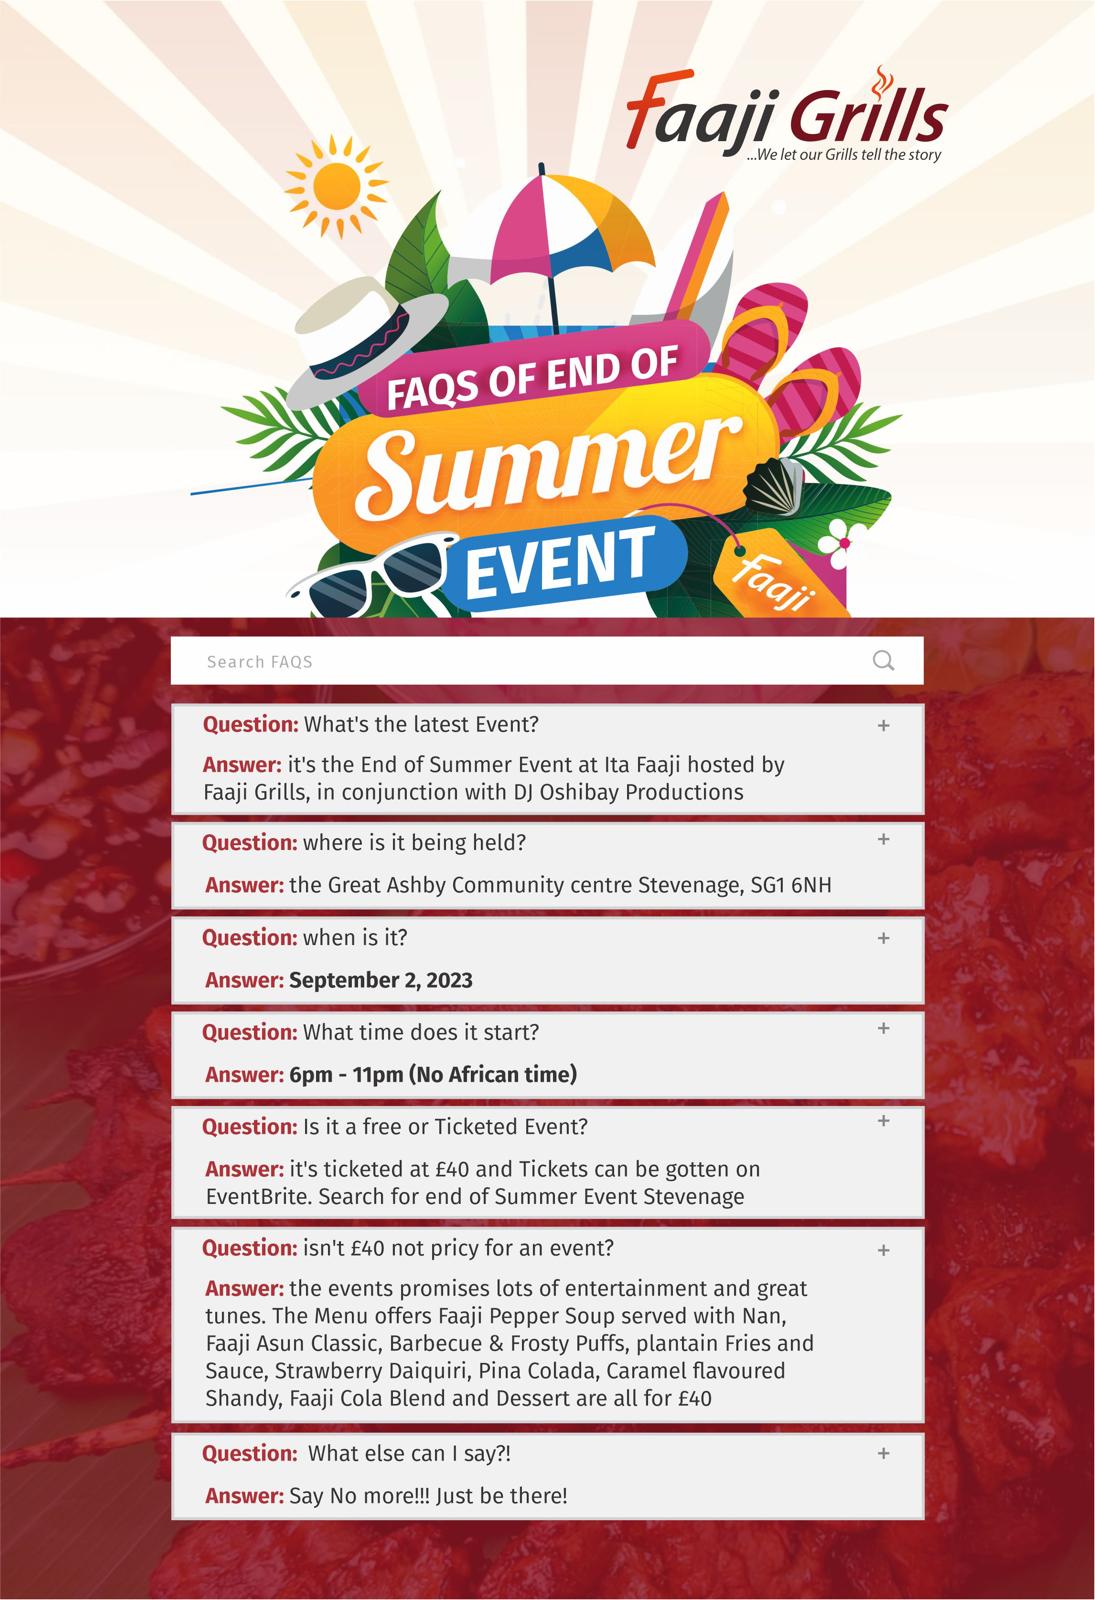 Faaji Grills
...We let our Grills tell the story
FAQS OF END OF
Summer
EVENT
Faaji
Search FAQS
Question: What's the latest Event?
+
Answer: it's the End of Summer Event at Ita Faaji hosted by
Faaji Grills, in conjunction with DJ Oshibay Productions
Question: where is it being held?
+
Answer: the Great Ashby Community centre Stevenage, SG1 6NH
Question: when is it?
+
Answer: September 2, 2023
Question: What time does it start?
+
Answer: 6pm - 11pm (No African time)
Question: Is it a free or Ticketed Event?
+
Answer: it's ticketed at £40 and Tickets can be gotten on
EventBrite. Search for end of Summer Event Stevenage
Question: isn't £40 not pricy for an event?
+
Answer: the events promises lots of entertainment and great
tunes. The Menu offers Faaji Pepper Soup served with Nan,
Faaji Asun Classic, Barbecue & Frosty Puffs, plantain Fries and
Sauce, Strawberry Daiquiri, Pina Colada, Caramel flavoured
Shandy, Faaji Cola Blend and Dessert are all for £40
Question: What else can I say?!
+
Answer: Say No more!!! Just be there!